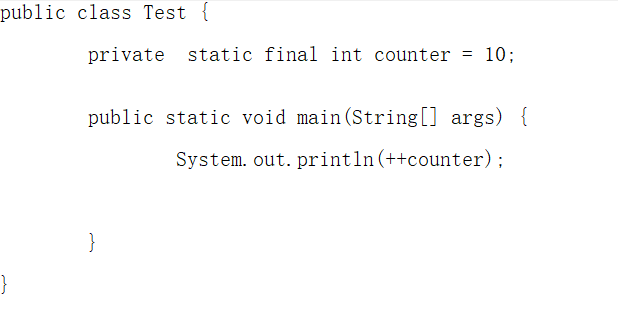 public class Test {
private  static final int counter = 10;
public static void main(String[] args) {
System.out.println(++counter);
}
}